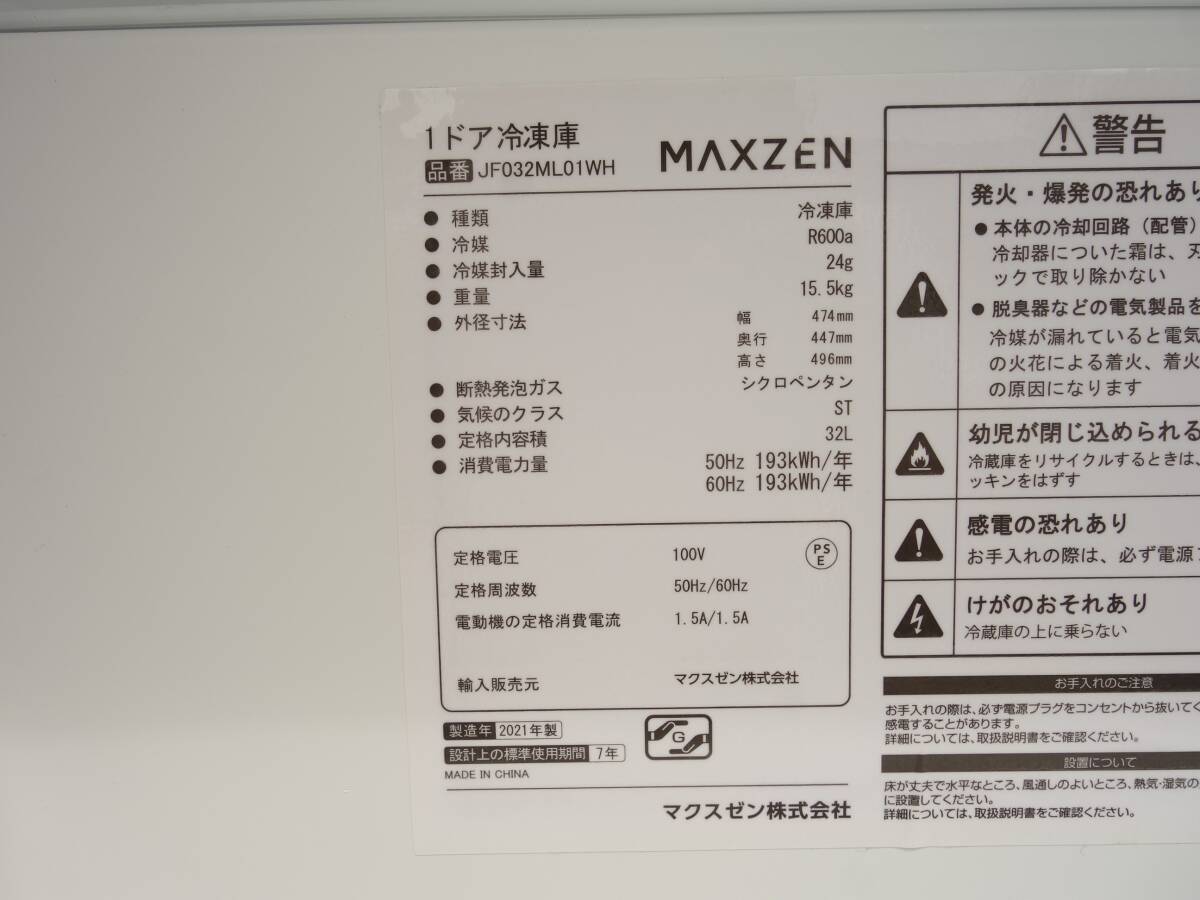 1ドア冷凍庫
品番 JF032ML01WH
MAXZEN
● 種類 冷凍庫
● 冷媒 R600a
● 冷媒封入量 24g
● 重量 15.5kg
● 外径寸法 幅 474mm
奥行 447mm
高さ 496mm
● 断熱発泡ガス シクロペンタン
● 気候のクラス ST
● 定格内容積 32L
● 消費電力量 50Hz 193kWh/年
60Hz 193kWh/年
定格電圧 100V
PS
E
定格周波数 50Hz/60Hz
電動機の定格消費電流 1.5A/1.5A
輸入販売元 マクスゼン株式会社
製造年 2021年製
設計上の標準使用期間 7年
G
MADE IN CHINA
マクスゼン株式会社
警告
発火・爆発の恐れあり
● 本体の冷却回路（配管）
冷却器についた霜は、刃
ックで取り除かない
● 脱臭器などの電気製品を
冷媒が漏れていると電気
の火花による着火、着火
の原因になります
幼児が閉じ込められる
冷蔵庫をリサイクルするときは、
ッキンをはずす
感電の恐れあり
お手入れの際は、必ず電源
けがのおそれあり
冷蔵庫の上に乗らない
お手入れのご注意
お手入れの際は、必ず電源プラグをコンセントから抜いてく
感電することがあります。
詳細については、取扱説明書をご確認ください。
設置について
床が丈夫で水平なところ、風通しのよいところ、熱気・湿気の
に設置してください。
詳細については、取扱説明書をご確認ください。